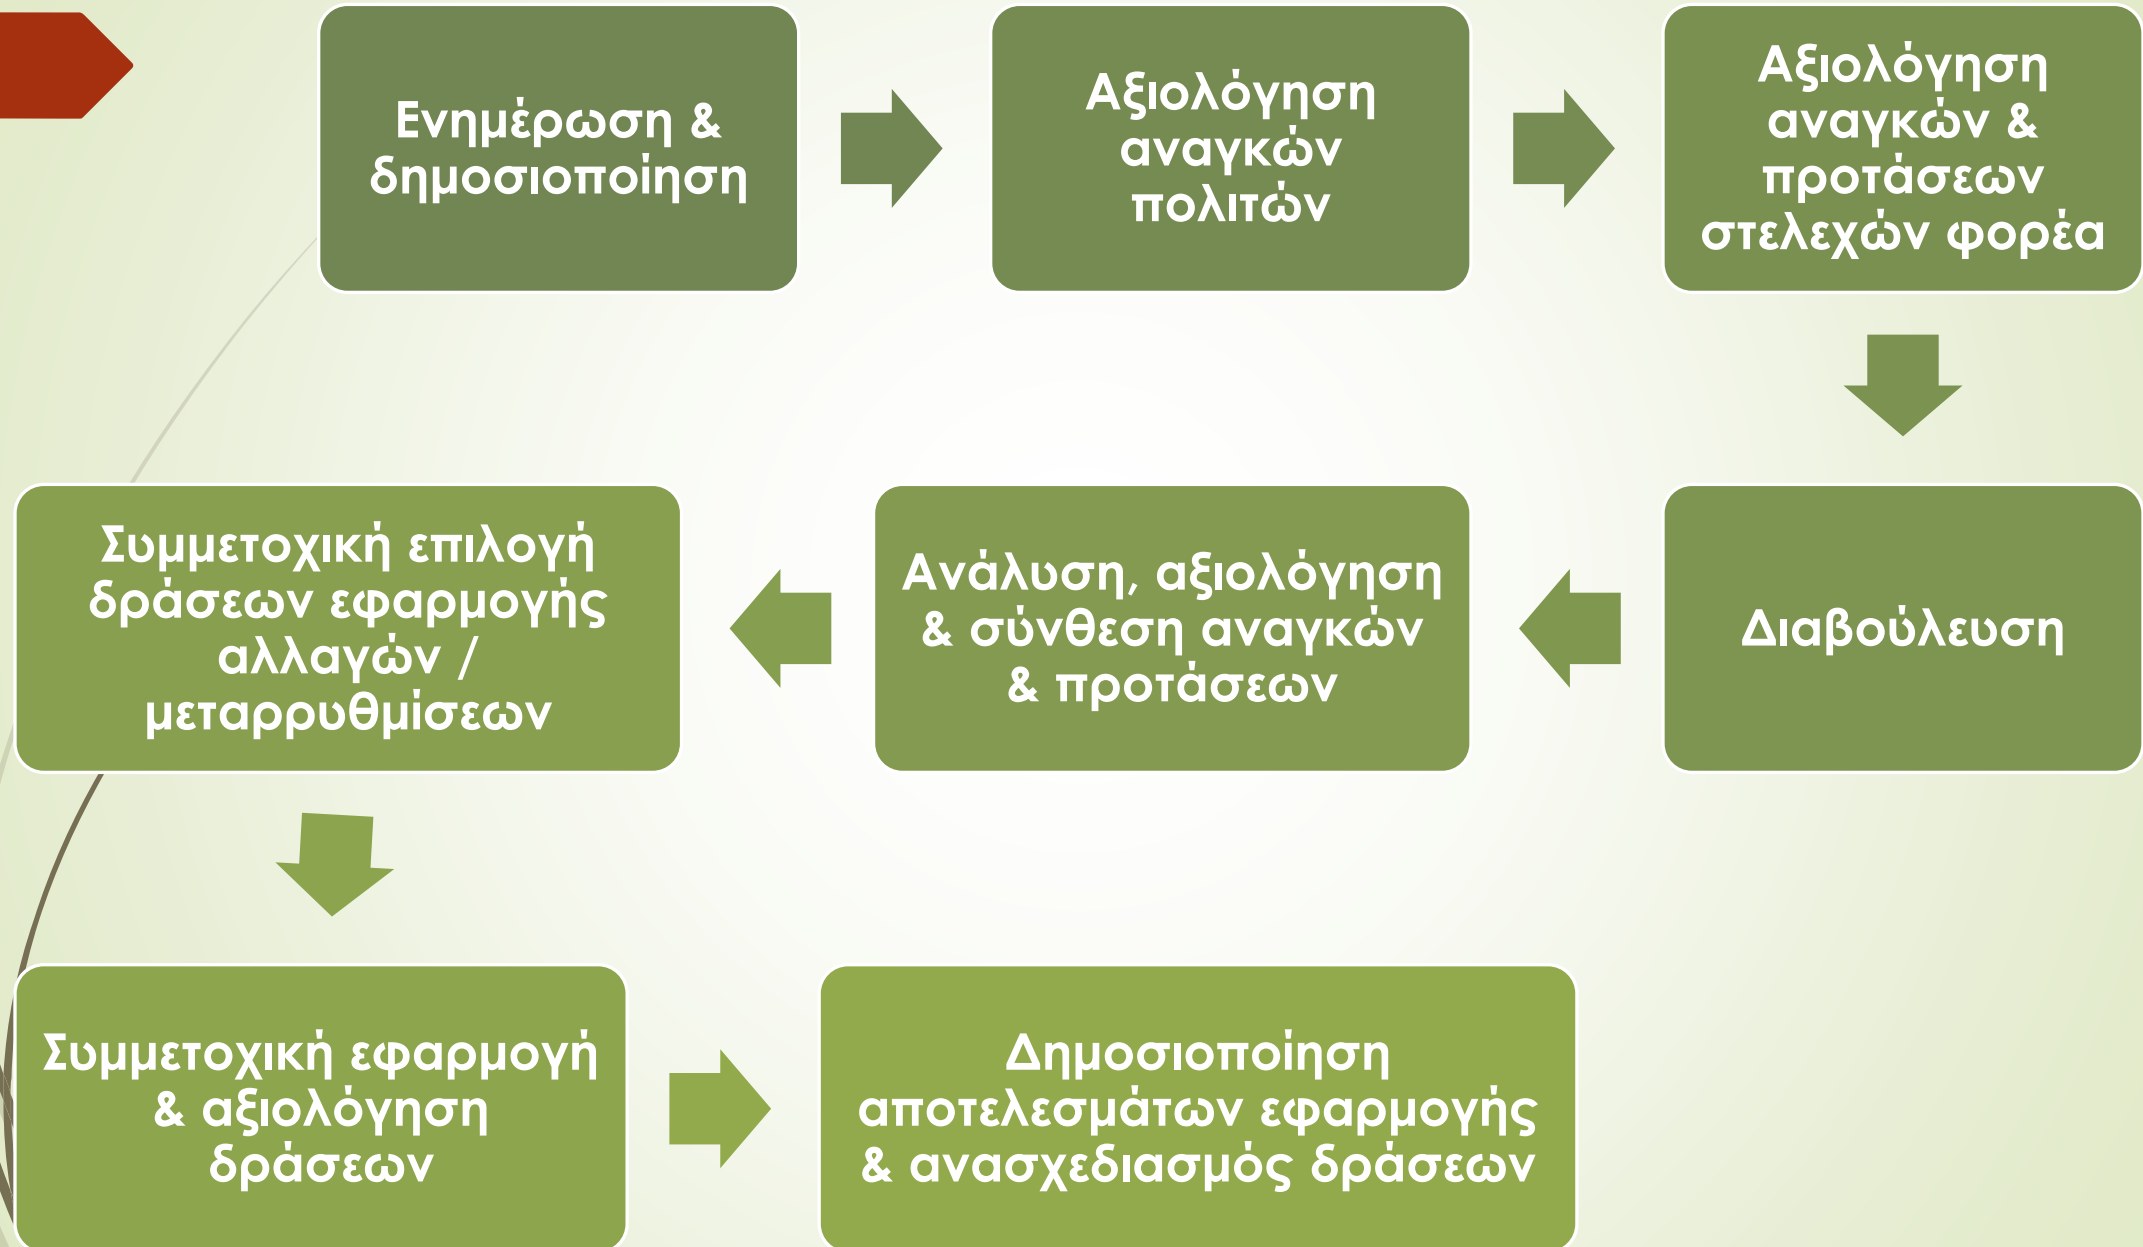 Ενημέρωση &
δημοσιοποίηση
Αξιολόγηση
αναγκών
πολιτών
Αξιολόγηση
αναγκών &
προτάσεων
στελεχών φορέα
Διαβούλευση
Ανάλυση, αξιολόγηση
& σύνθεση αναγκών
& προτάσεων
Συμμετοχική επιλογή
δράσεων εφαρμογής
αλλαγών /
μεταρρυθμίσεων
Συμμετοχική εφαρμογή
& αξιολόγηση
δράσεων
Δημοσιοποίηση
αποτελεσμάτων εφαρμογής
& ανασχεδιασμός δράσεων